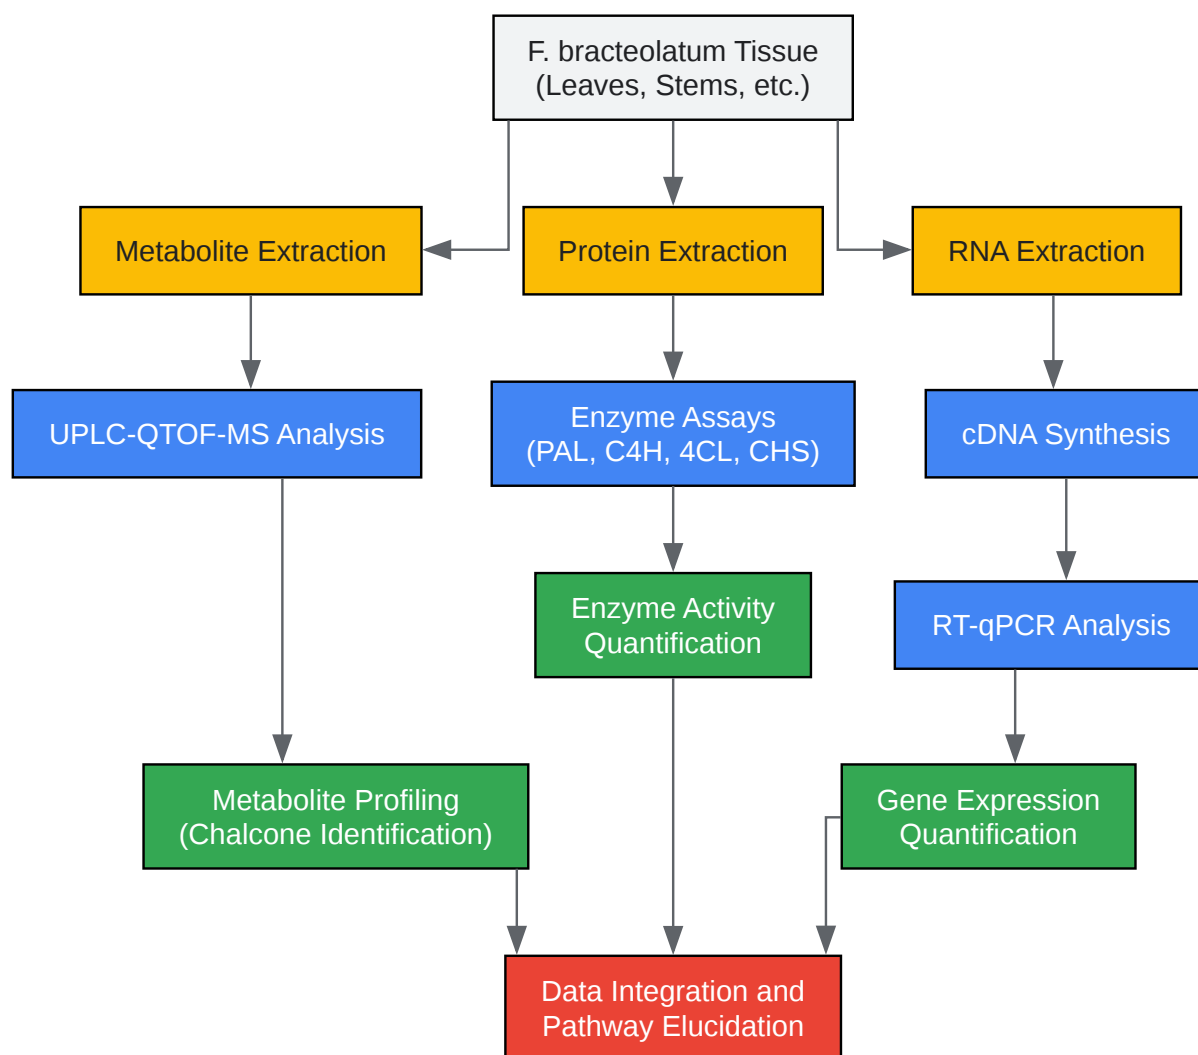 F. bracteolatum Tissue
(Leaves, Stems, etc.)
Metabolite Extraction
Protein Extraction
RNA Extraction
UPLC-QTOF-MS Analysis
Enzyme Assays
(PAL, C4H, 4CL, CHS)
cDNA Synthesis
Enzyme Activity
Quantification
RT-qPCR Analysis
Metabolite Profiling
(Chalcone Identification)
Gene Expression
Quantification
Data Integration and
Pathway Elucidation